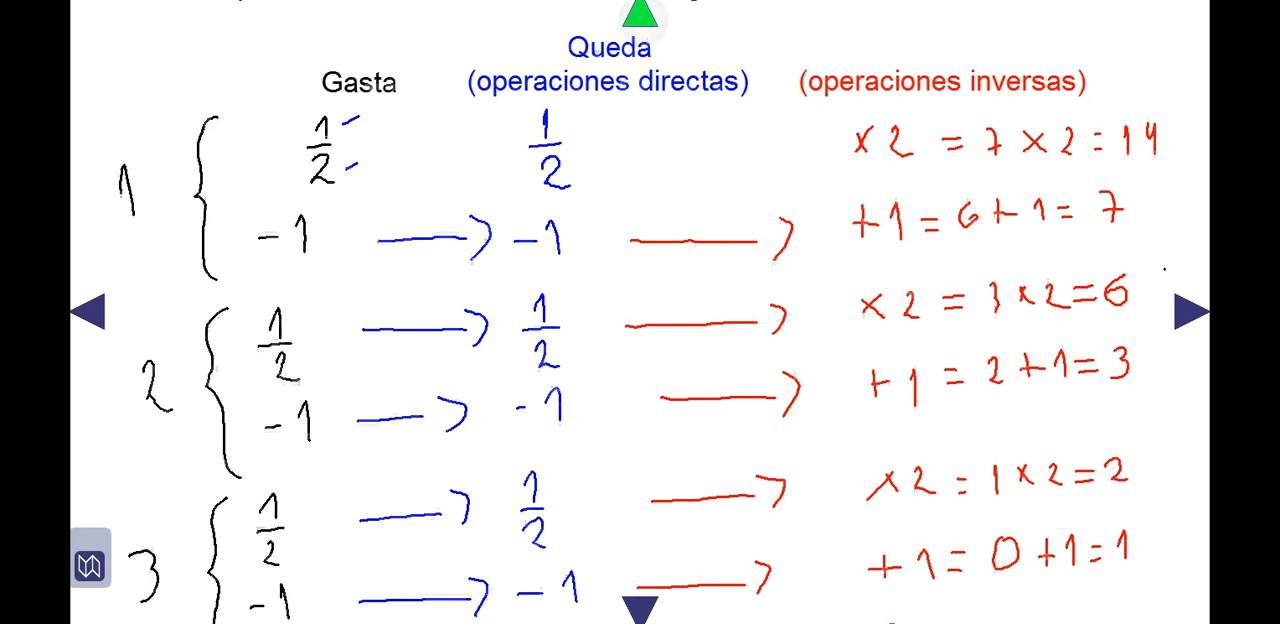 Queda
Gasta (operaciones directas) (operaciones inversas)
1/2 1/2 × 2 = 7 × 2 = 14
1
-1 → -1 → +1 = 6 + 1 = 7
1/2 → 1/2 → × 2 = 3 × 2 = 6
2
-1 → -1 → +1 = 2 + 1 = 3
1/2 → 1/2 → × 2 = 1 × 2 = 2
3
-1 → -1 → +1 = 0 + 1 = 1